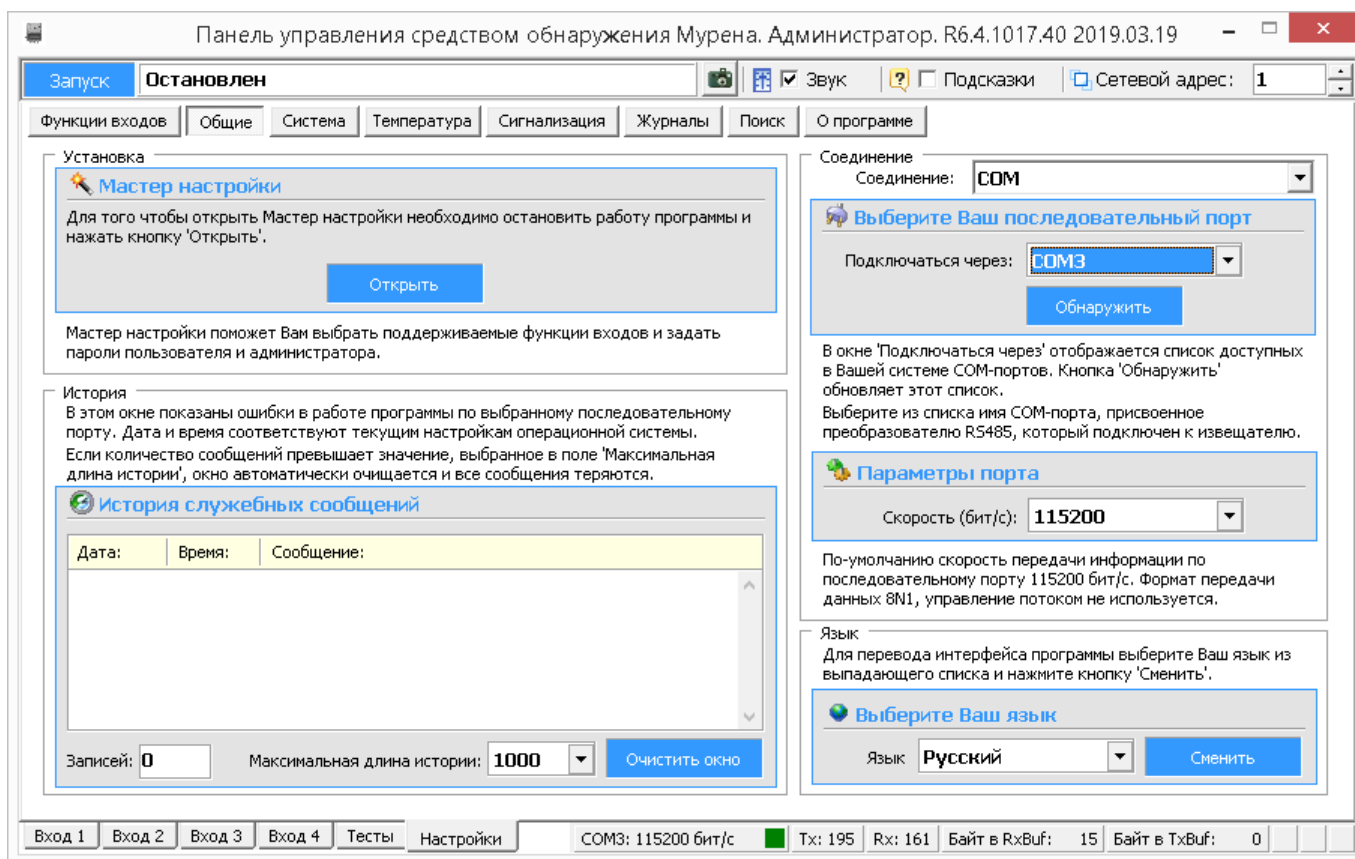 Панель управления средством обнаружения Мурена. Администратор. R6.4.1017.40 2019.03.19
Запуск Остановлен Звук Подсказки Сетевой адрес: 1
Функции входов Общие Система Температура Сигнализация Журналы Поиск О программе
Установка
Мастер настройки
Для того чтобы открыть Мастер настройки необходимо остановить работу программы и
нажать кнопку 'Открыть'.
Открыть
Мастер настройки поможет Вам выбрать поддерживаемые функции входов и задать
пароли пользователя и администратора.
История
В этом окне показаны ошибки в работе программы по выбранному последовательному
порту. Дата и время соответствуют текущим настройкам операционной системы.
Если количество сообщений превышает значение, выбранное в поле 'Максимальная
длина истории', окно автоматически очищается и все сообщения теряются.
История служебных сообщений
Дата: Время: Сообщение:
Записей: 0 Максимальная длина истории: 1000 Очистить окно
Соединение
Соединение: COM
Выберите Ваш последовательный порт
Подключаться через: COM3
Обнаружить
В окне 'Подключаться через' отображается список доступных
в Вашей системе COM-портов. Кнопка 'Обнаружить'
обновляет этот список.
Выберите из списка имя COM-порта, присвоенное
преобразователю RS485, который подключен к извещателю.
Параметры порта
Скорость (бит/с): 115200
По-умолчанию скорость передачи информации по
последовательному порту 115200 бит/с. Формат передачи
данных 8N1, управление потоком не используется.
Язык
Для перевода интерфейса программы выберите Ваш язык из
выпадающего списка и нажмите кнопку 'Сменить'.
Выберите Ваш язык
Язык Русский Сменить
Вход 1 Вход 2 Вход 3 Вход 4 Тесты Настройки COM3: 115200 бит/с Tx: 195 Rx: 161 Байт в RxBuf: 15 Байт в TxBuf: 0